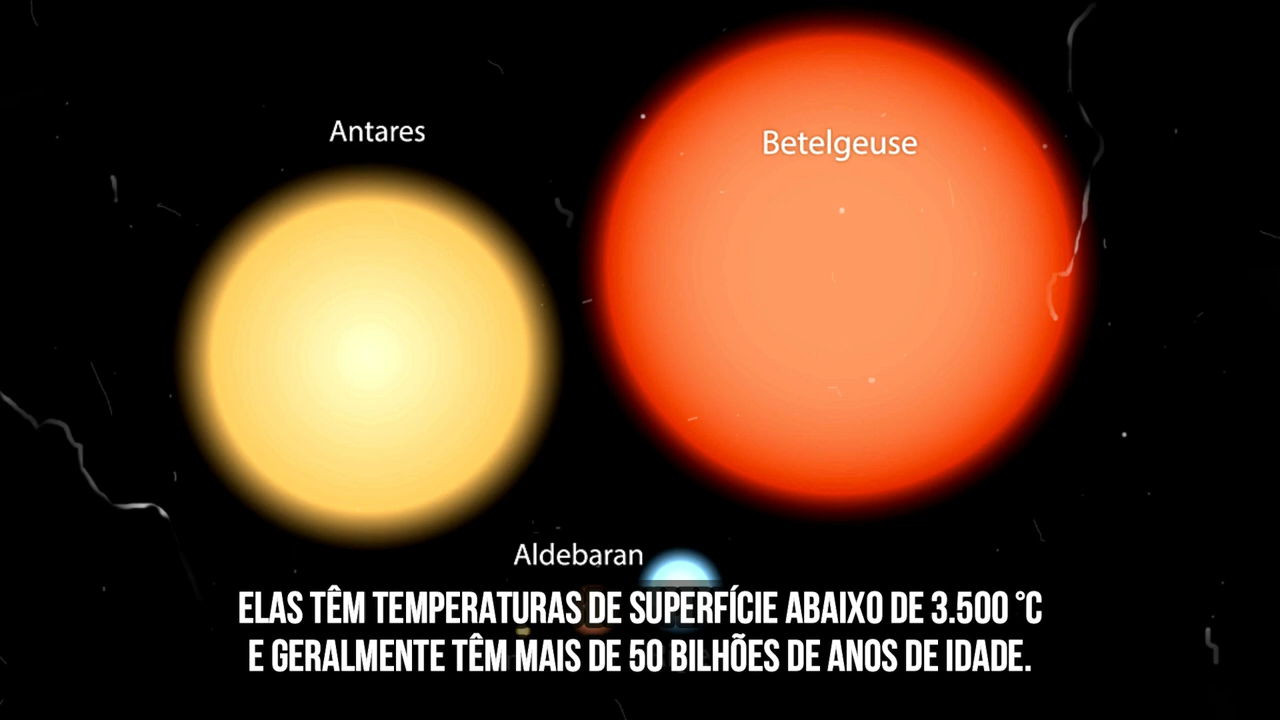 Antares
Betelgeuse
Aldebaran
ELAS TÊM TEMPERATURAS DE SUPERFÍCIE ABAIXO DE 3.500 °C
E GERALMENTE TÊM MAIS DE 50 BILHÕES DE ANOS DE IDADE.